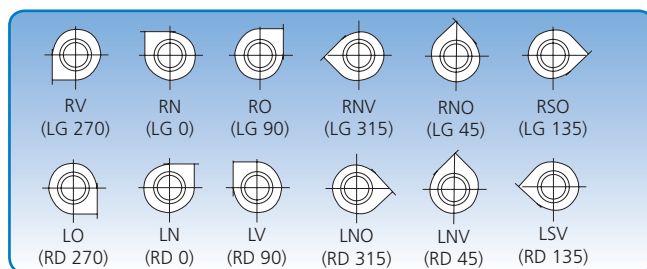 RV RN RO RNV RNO RSO
(LG 270) (LG 0) (LG 90) (LG 315) (LG 45) (LG 135)
LO LN LV LNO LNV LSV
(RD 270) (RD 0) (RD 90) (RD 315) (RD 45) (RD 135)